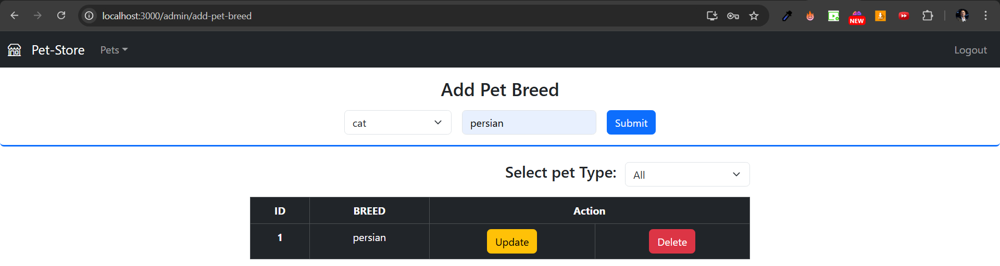 localhost:3000/admin/add-pet-breed
NEW
Pet-Store Pets Logout
Add Pet Breed
cat persian Submit
Select pet Type: All
ID BREED Action
1 persian Update Delete